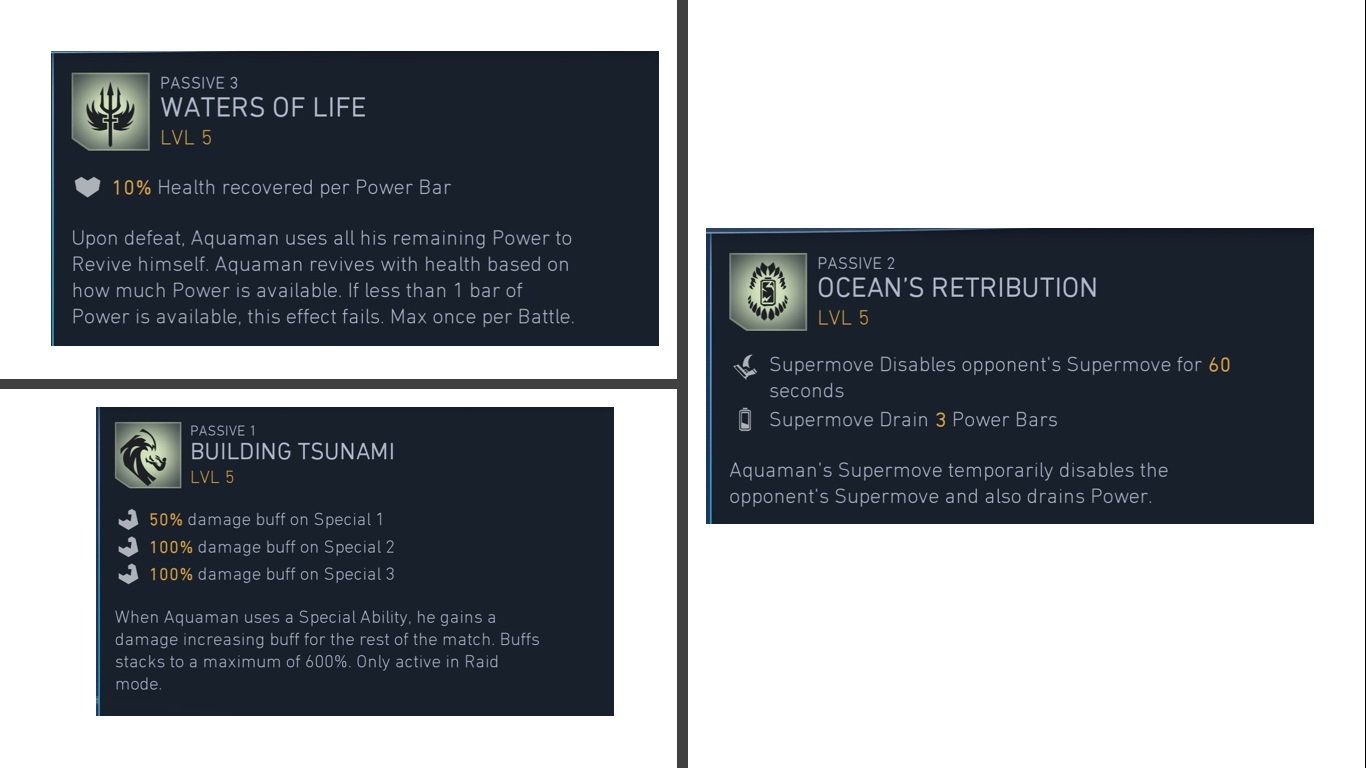 PASSIVE 3
WATERS OF LIFE
LVL 5
10% Health recovered per Power Bar
Upon defeat, Aquaman uses all his remaining Power to
Revive himself. Aquaman revives with health based on
how much Power is available. If less than 1 bar of
Power is available, this effect fails. Max once per Battle.
PASSIVE 1
BUILDING TSUNAMI
LVL 5
50% damage buff on Special 1
100% damage buff on Special 2
100% damage buff on Special 3
When Aquaman uses a Special Ability, he gains a
damage increasing buff for the rest of the match. Buffs
stacks to a maximum of 600%. Only active in Raid
mode.
PASSIVE 2
OCEAN'S RETRIBUTION
LVL 5
Supermove Disables opponent's Supermove for 60
seconds
Supermove Drain 3 Power Bars
Aquaman's Supermove temporarily disables the
opponent's Supermove and also drains Power.